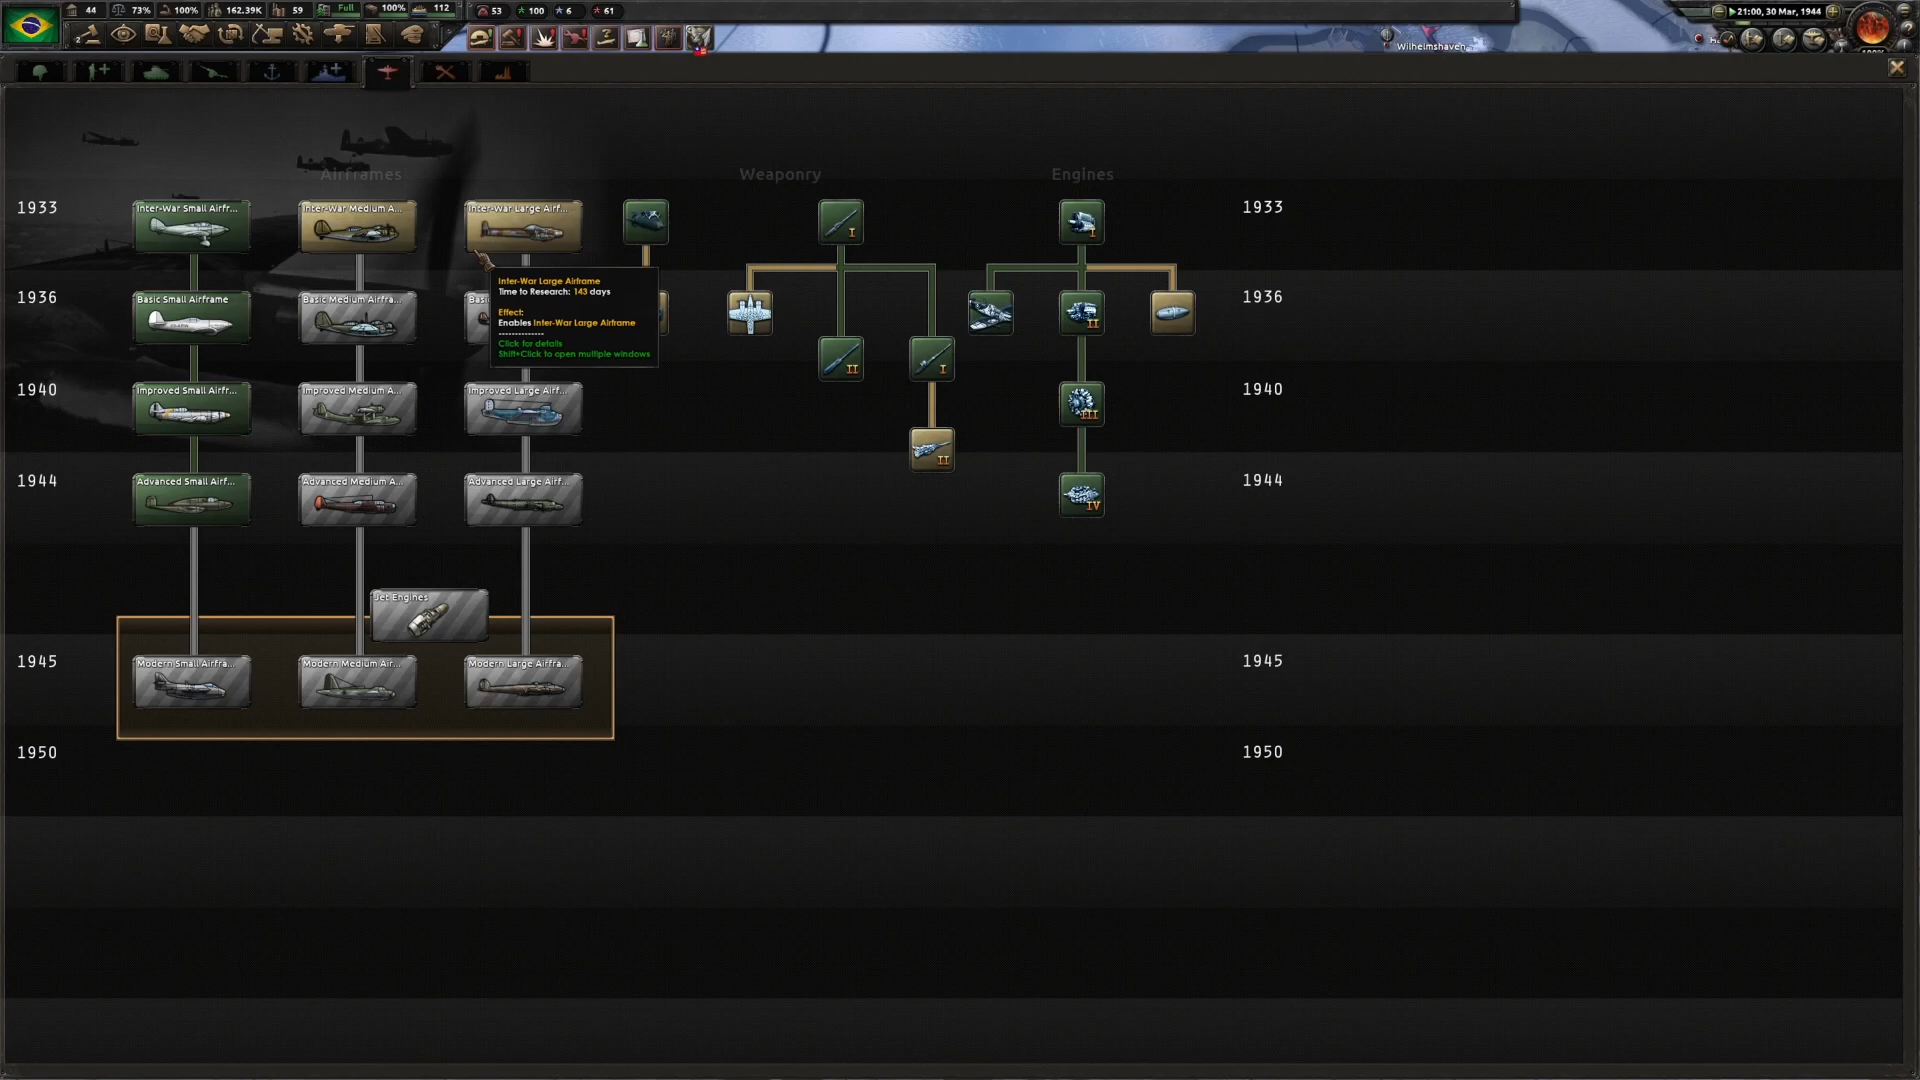 44 73% 100% 162.39K 59 Full 100% 112 53 100 6 61
21:00, 30 Mar, 1944
2
Wilhelmshaven
100%
Airframes Weaponry Engines
1933 Inter-War Small Airfr... Inter-War Medium A... Inter-War Large Airf... I I 1933
Inter-War Large Airframe
Time to Research: 143 days
Effect:
Enables Inter-War Large Airframe
--------------
Click for details
Shift+Click to open multiple windows
1936 Basic Small Airframe Basic Medium Airfra... II 1936
II I
1940 Improved Small Airfr... Improved Medium A... Improved Large Airf... III 1940
II
1944 Advanced Small Airf... Advanced Medium A... Advanced Large Airf... IV 1944
Jet Engines
1945 Modern Small Airfra... Modern Medium Air... Modern Large Airfra... 1945
1950 1950